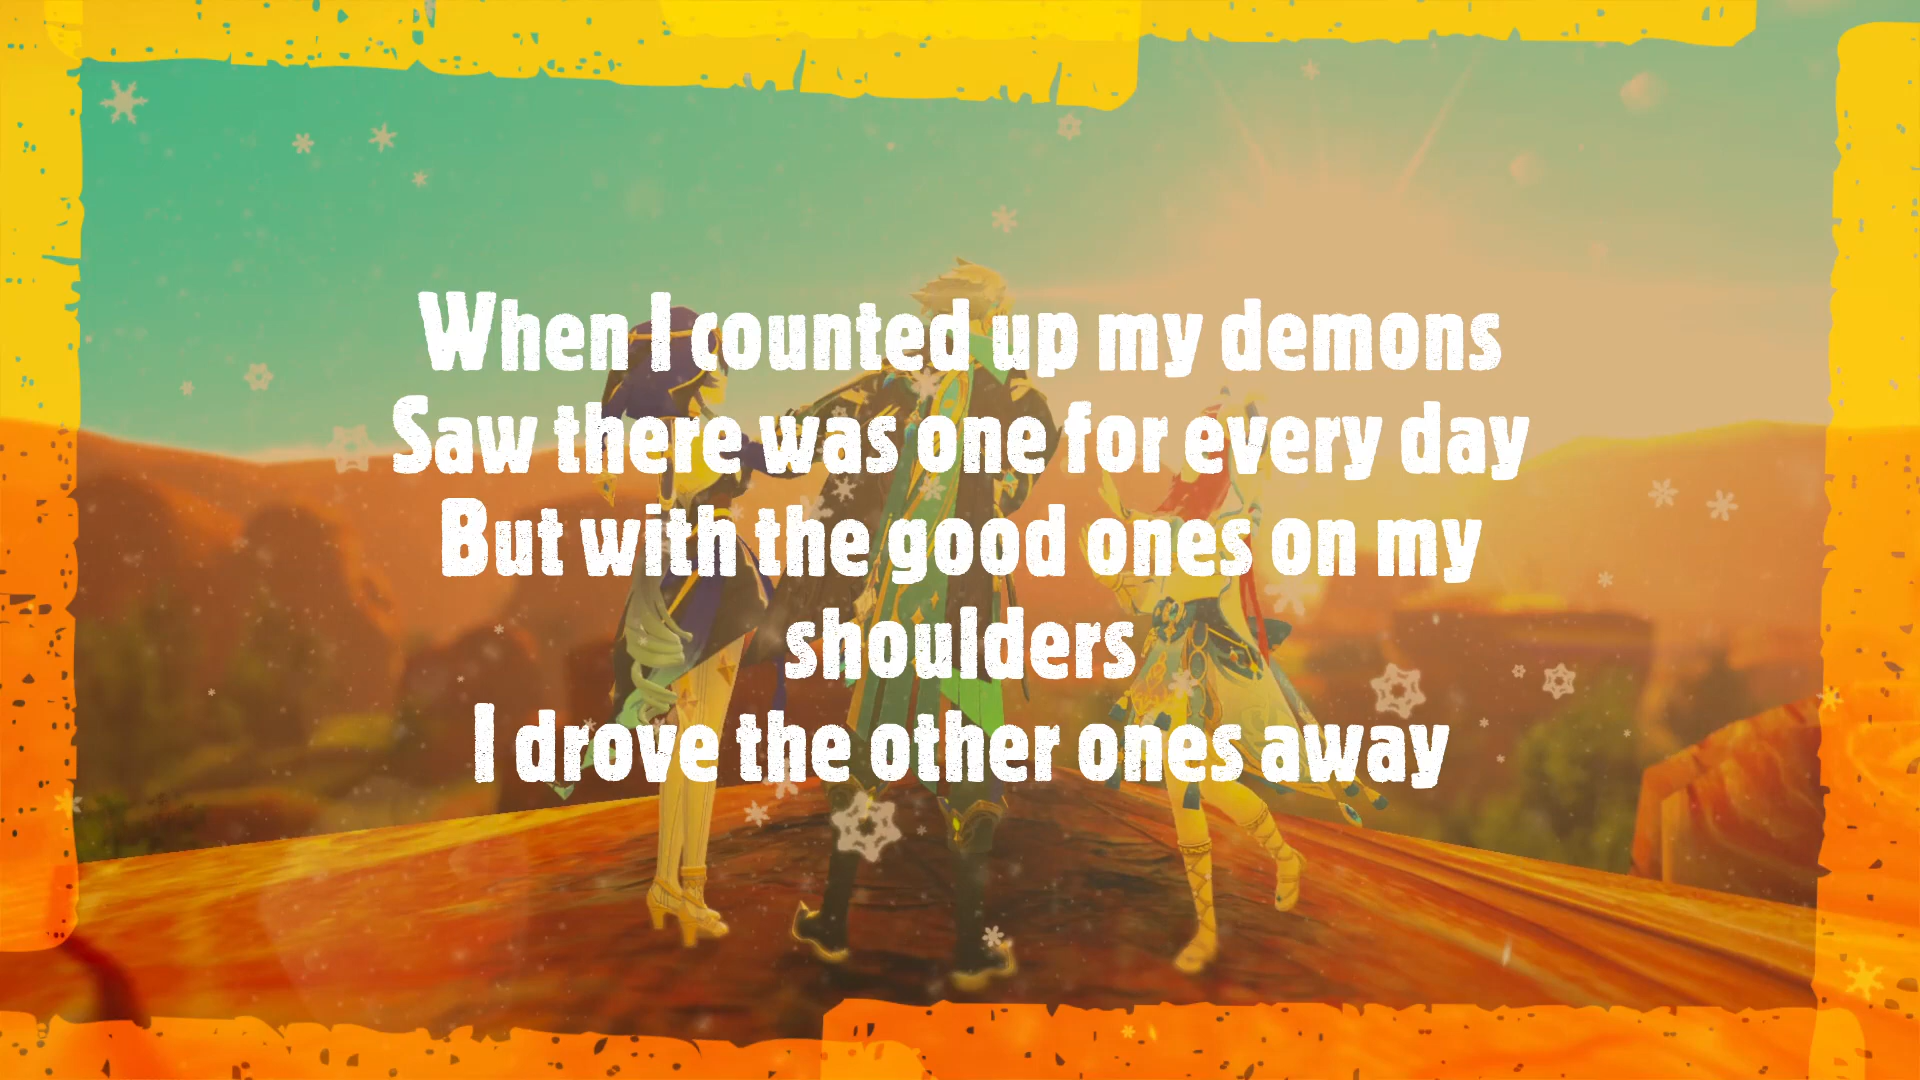 When I counted up my demons
Saw there was one for every day
But with the good ones on my
shoulders
I drove the other ones away